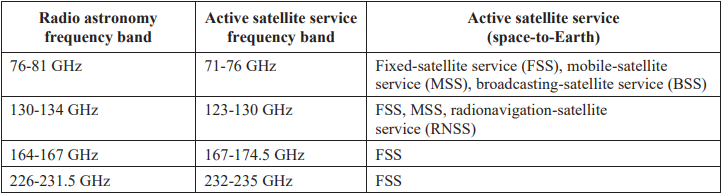 Radio astronomy
frequency band
Active satellite service
frequency band
Active satellite service
(space-to-Earth)
76-81 GHz
71-76 GHz
Fixed-satellite service (FSS), mobile-satellite
service (MSS), broadcasting-satellite service (BSS)
130-134 GHz
123-130 GHz
FSS, MSS, radionavigation-satellite
service (RNSS)
164-167 GHz
167-174.5 GHz
FSS
226-231.5 GHz
232-235 GHz
FSS